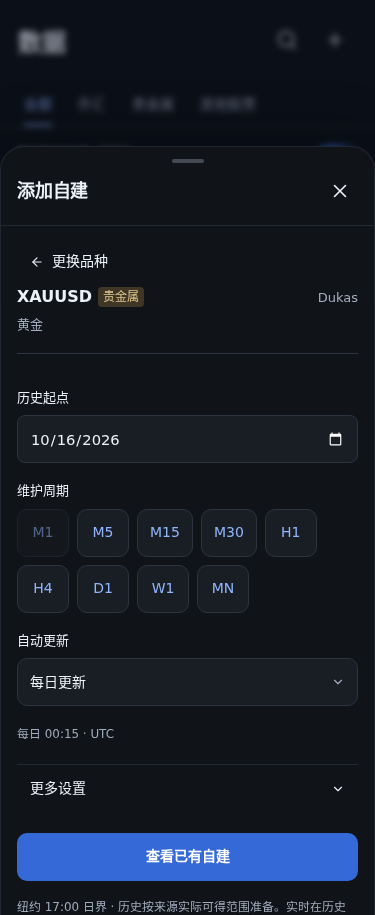 数据
添加自建
更换品种
XAUUSD 贵金属 Dukas
黄金
历史起点
10/16/2026
维护周期
M1 M5 M15 M30 H1
H4 D1 W1 MN
自动更新
每日更新
每日 00:15 · UTC
更多设置
查看已有自建
纽约 17:00 日界 · 历史按来源实际可得范围准备。实时在历史